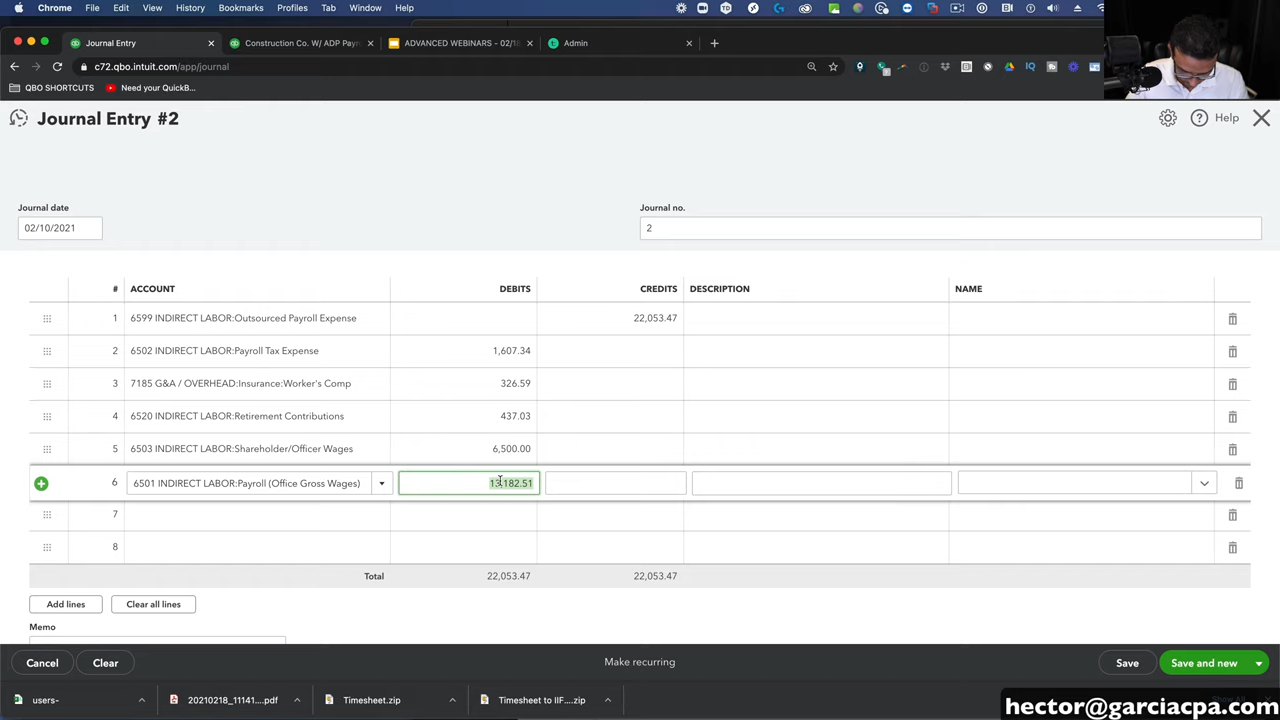 Chrome File Edit View History Bookmarks Profiles Tab Window Help
Journal Entry
Construction Co. W/ ADP Payr
ADVANCED WEBINARS - 02/18
Admin
c72.qbo.intuit.com/app/journal
QBO SHORTCUTS Need your QuickB...
Journal Entry #2
Help
Journal date
Journal no.
02/10/2021
2
# ACCOUNT DEBITS CREDITS DESCRIPTION NAME
1 6599 INDIRECT LABOR:Outsourced Payroll Expense 22,053.47
2 6502 INDIRECT LABOR:Payroll Tax Expense 1,607.34
3 7185 G&A / OVERHEAD:Insurance:Worker's Comp 326.59
4 6520 INDIRECT LABOR:Retirement Contributions 437.03
5 6503 INDIRECT LABOR:Shareholder/Officer Wages 6,500.00
6 6501 INDIRECT LABOR:Payroll (Office Gross Wages) 13,182.51
7
8
Total 22,053.47 22,053.47
Add lines Clear all lines
Memo
Cancel Clear Make recurring Save Save and new
users- 20210218_11141....pdf Timesheet.zip Timesheet to IIF....zip
hector@garciacpa.com